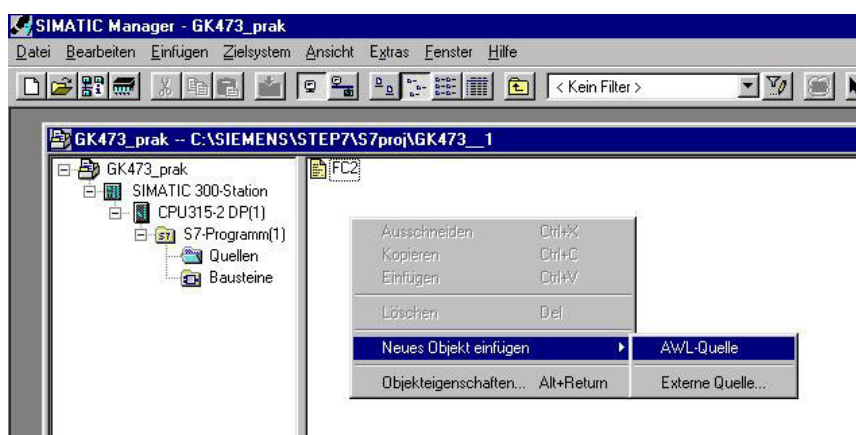 SIMATIC Manager - GK473_prak
Datei Bearbeiten Einfügen Zielsystem Ansicht Extras Fenster Hilfe
< Kein Filter >
GK473_prak -- C:\SIEMENS\STEP7\S7proj\GK473__1
GK473_prak
SIMATIC 300-Station
CPU315-2 DP(1)
S7-Programm(1)
Quellen
Bausteine
FC2
Ausschneiden Ctrl+X
Kopieren Ctrl+C
Einfügen Ctrl+V
Löschen Del
Neues Objekt einfügen
Objekteigenschaften... Alt+Return
AWL-Quelle
Externe Quelle...